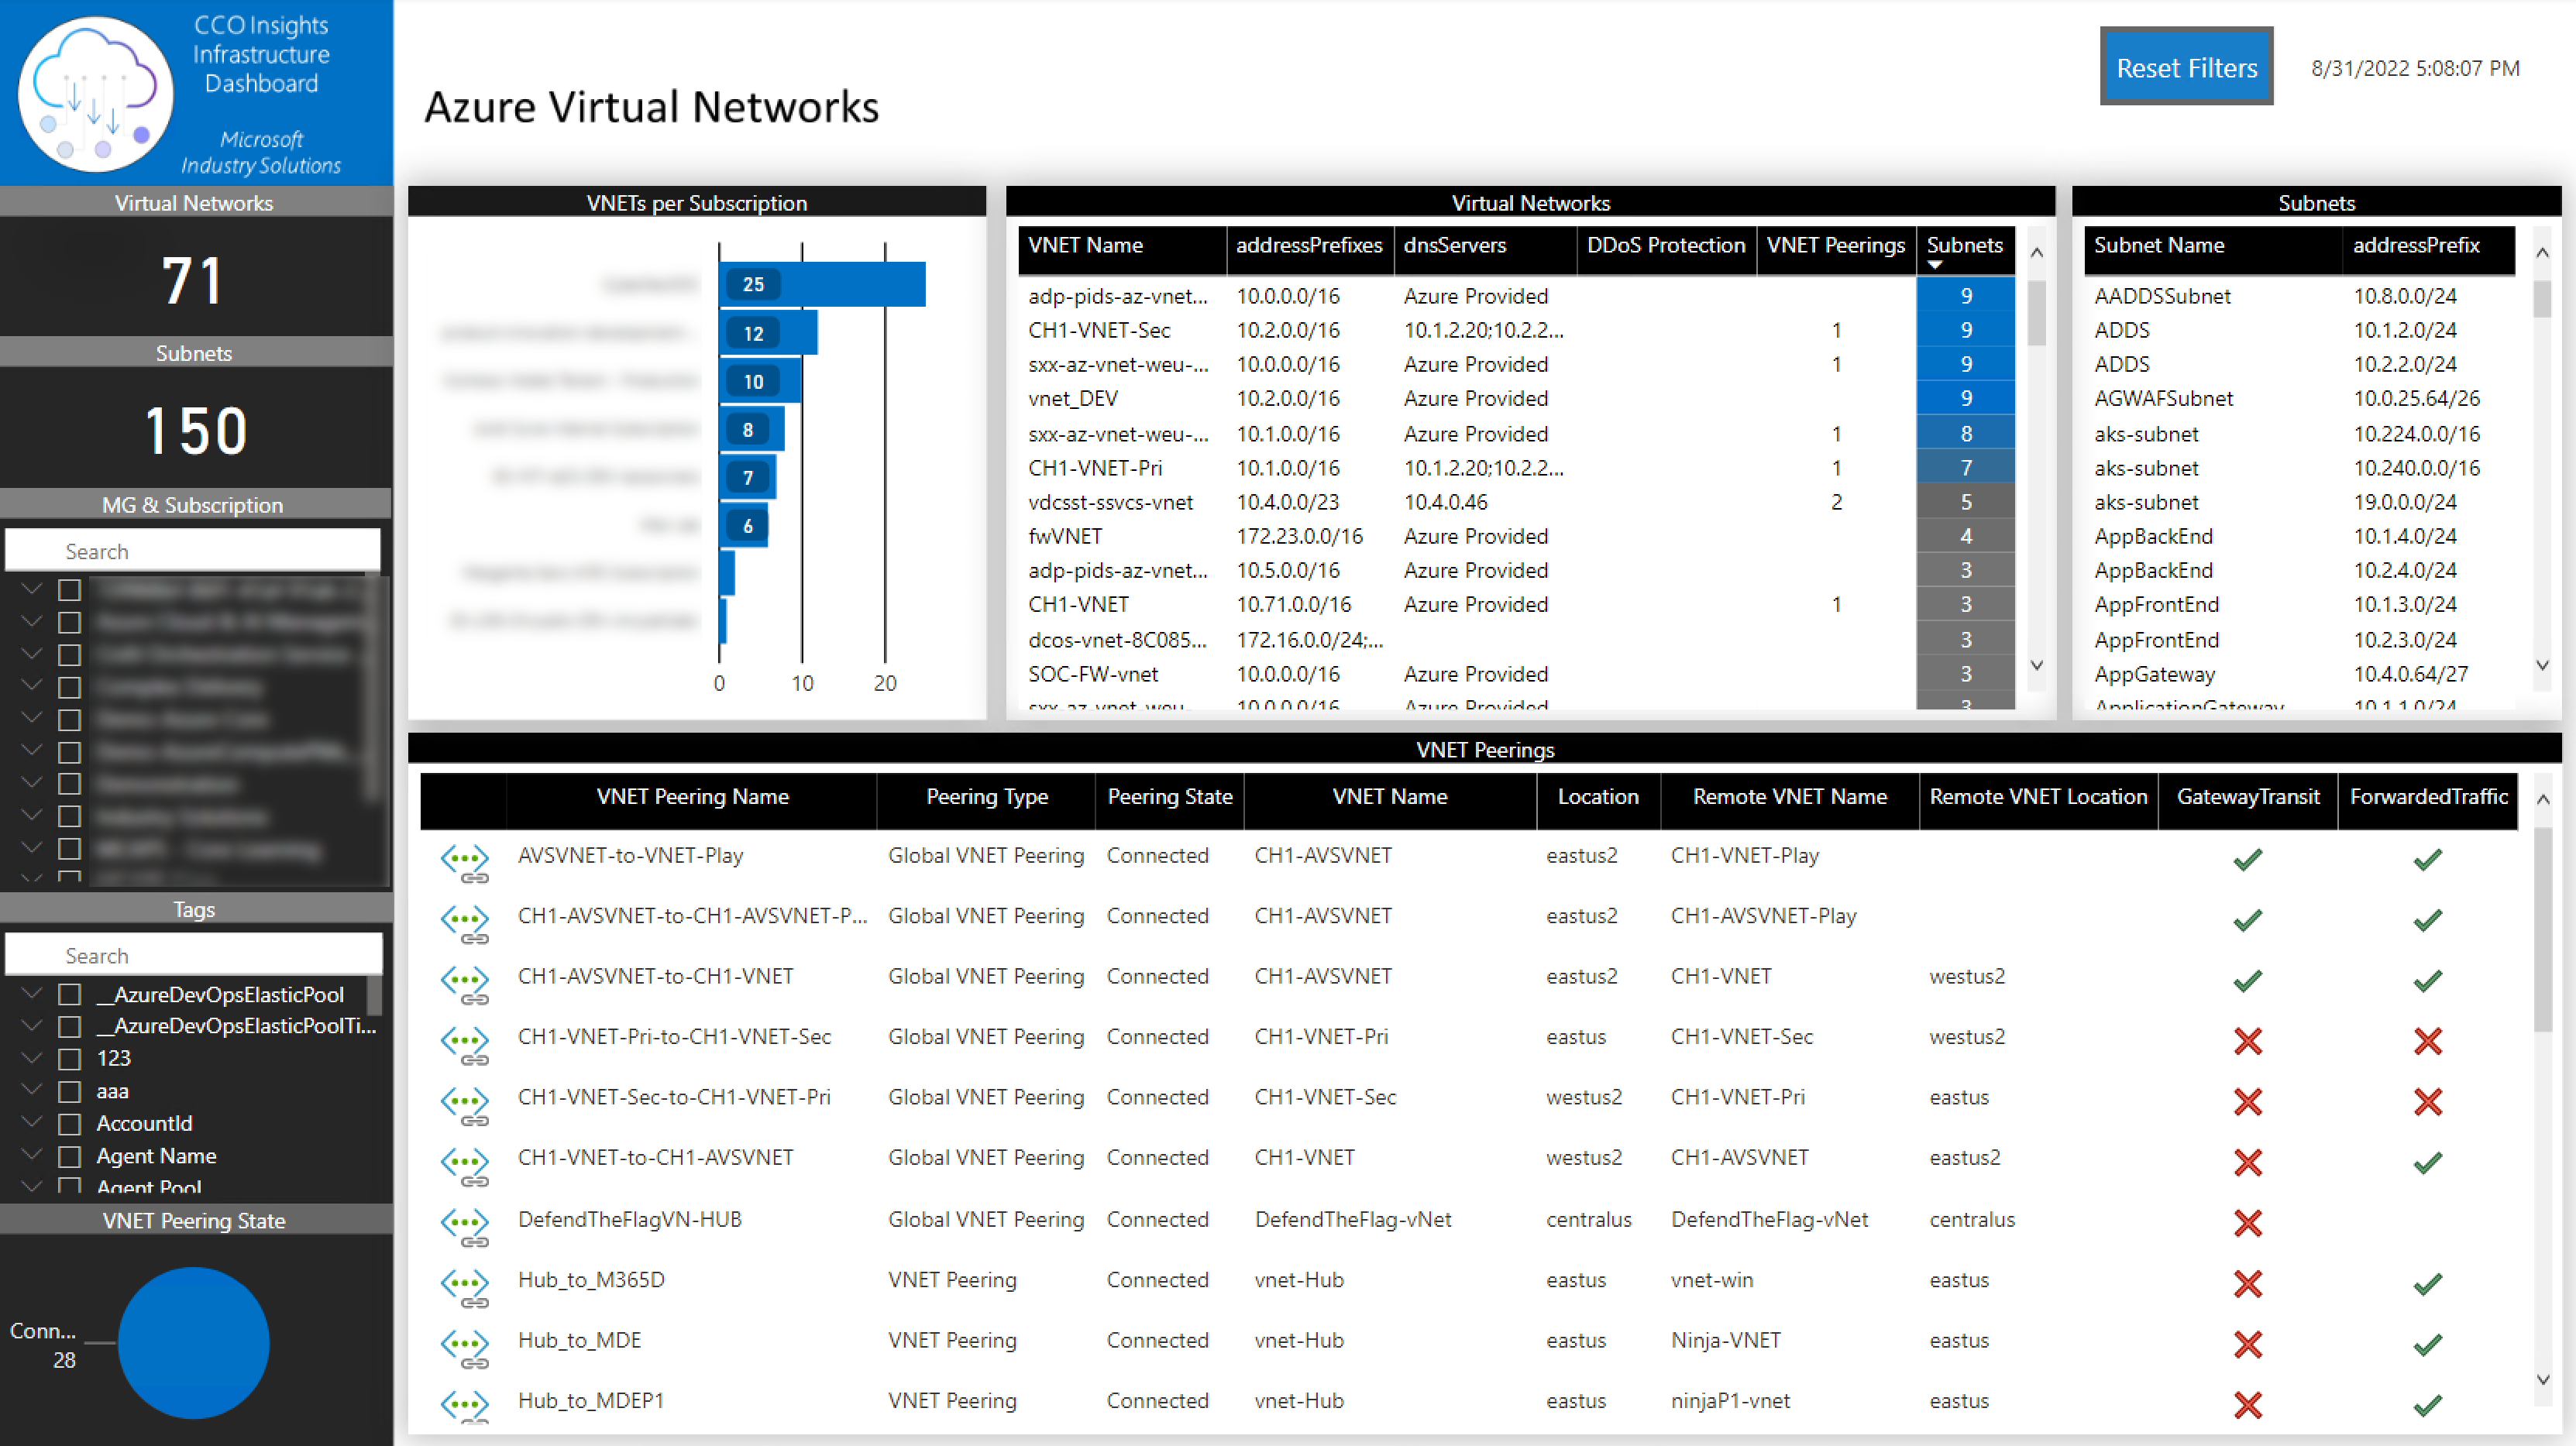 CCO Insights
Infrastructure
Dashboard
Microsoft
Industry Solutions
Azure Virtual Networks
Reset Filters
8/31/2022 5:08:07 PM
Virtual Networks
71
Subnets
150
MG & Subscription
Search
Tags
Search
__AzureDevOpsElasticPool
__AzureDevOpsElasticPoolTi...
123
aaa
AccountId
Agent Name
Agent Pool
VNET Peering State
Conn...
28
VNETs per Subscription
25
12
10
8
7
6
0 10 20
Virtual Networks
VNET Name addressPrefixes dnsServers DDoS Protection VNET Peerings Subnets
adp-pids-az-vnet... 10.0.0.0/16 Azure Provided 9
CH1-VNET-Sec 10.2.0.0/16 10.1.2.20;10.2.2... 1 9
sxx-az-vnet-weu-... 10.0.0.0/16 Azure Provided 1 9
vnet_DEV 10.2.0.0/16 Azure Provided 9
sxx-az-vnet-weu-... 10.1.0.0/16 Azure Provided 1 8
CH1-VNET-Pri 10.1.0.0/16 10.1.2.20;10.2.2... 1 7
vdcsst-ssvcs-vnet 10.4.0.0/23 10.4.0.46 2 5
fwVNET 172.23.0.0/16 Azure Provided 4
adp-pids-az-vnet... 10.5.0.0/16 Azure Provided 3
CH1-VNET 10.71.0.0/16 Azure Provided 1 3
dcos-vnet-8C085... 172.16.0.0/24;... 3
SOC-FW-vnet 10.0.0.0/16 Azure Provided 3
sxx-az-vnet-weu-... 10.0.0.0/16 Azure Provided 3
Subnets
Subnet Name addressPrefix
AADDSSubnet 10.8.0.0/24
ADDS 10.1.2.0/24
ADDS 10.2.2.0/24
AGWAFSubnet 10.0.25.64/26
aks-subnet 10.224.0.0/16
aks-subnet 10.240.0.0/16
aks-subnet 19.0.0.0/24
AppBackEnd 10.1.4.0/24
AppBackEnd 10.2.4.0/24
AppFrontEnd 10.1.3.0/24
AppFrontEnd 10.2.3.0/24
AppGateway 10.4.0.64/27
ApplicationGateway 10.1.1.0/24
VNET Peerings
VNET Peering Name Peering Type Peering State VNET Name Location Remote VNET Name Remote VNET Location GatewayTransit ForwardedTraffic
AVSVNET-to-VNET-Play Global VNET Peering Connected CH1-AVSVNET eastus2 CH1-VNET-Play
CH1-AVSVNET-to-CH1-AVSVNET-P... Global VNET Peering Connected CH1-AVSVNET eastus2 CH1-AVSVNET-Play
CH1-AVSVNET-to-CH1-VNET Global VNET Peering Connected CH1-AVSVNET eastus2 CH1-VNET westus2
CH1-VNET-Pri-to-CH1-VNET-Sec Global VNET Peering Connected CH1-VNET-Pri eastus CH1-VNET-Sec westus2
CH1-VNET-Sec-to-CH1-VNET-Pri Global VNET Peering Connected CH1-VNET-Sec westus2 CH1-VNET-Pri eastus
CH1-VNET-to-CH1-AVSVNET Global VNET Peering Connected CH1-VNET westus2 CH1-AVSVNET eastus2
DefendTheFlagVN-HUB Global VNET Peering Connected DefendTheFlag-vNet centralus DefendTheFlag-vNet centralus
Hub_to_M365D VNET Peering Connected vnet-Hub eastus vnet-win eastus
Hub_to_MDE VNET Peering Connected vnet-Hub eastus Ninja-VNET eastus
Hub_to_MDEP1 VNET Peering Connected vnet-Hub eastus ninjaP1-vnet eastus